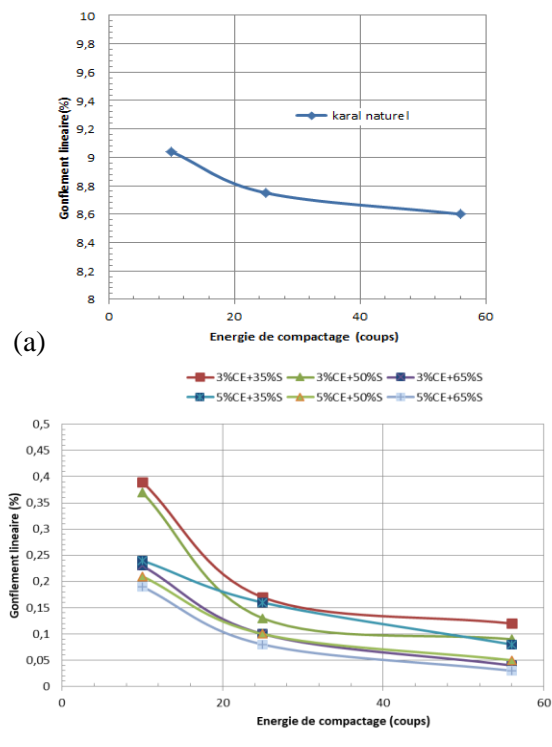 10
9,8
9,6
9,4
9,2
9
8,8
8,6
8,4
8,2
8
Gonflement lineaire(%)
karal naturel
0 20 40 60
Energie de compactage (coups)
(a)
3%CE+35%S 3%CE+50%S 3%CE+65%S
5%CE+35%S 5%CE+50%S 5%CE+65%S
0,5
0,45
0,4
0,35
0,3
0,25
0,2
0,15
0,1
0,05
0
Gonflement lineaire (%)
0 20 40 60
Energie de compactage (coups)